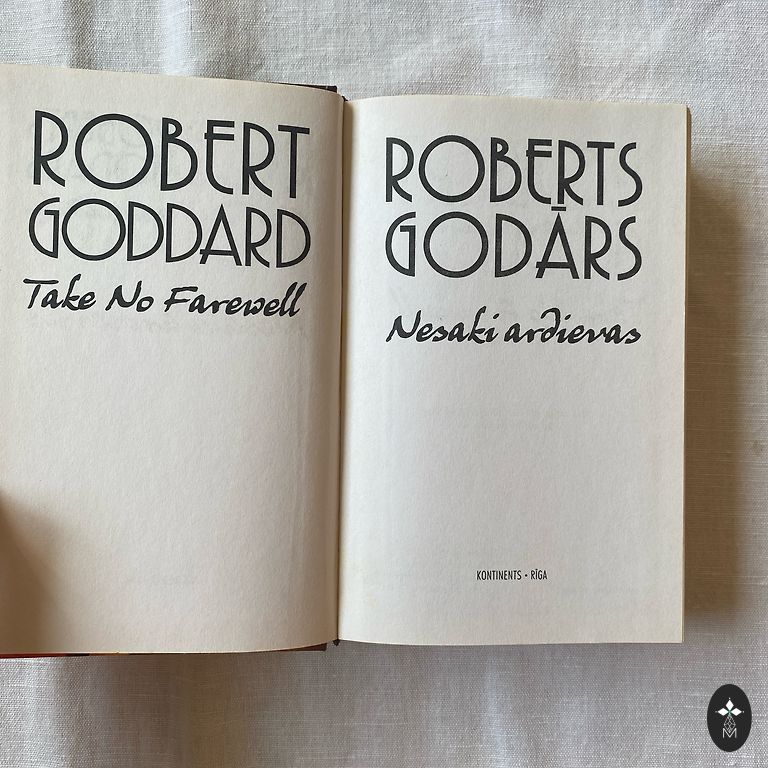 ROBERT
GODDARD
Take No Farewell
ROBERTS
GODĀRS
Nesaki ardievas
KONTINENTS • RĪGA
M